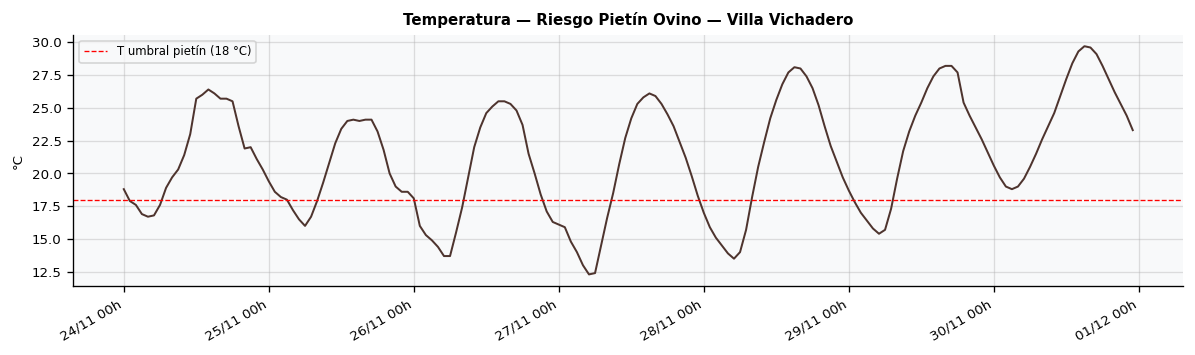 Temperatura — Riesgo Pietín Ovino — Villa Vichadero
T umbral pietín (18 °C)
°C
30.0
27.5
25.0
22.5
20.0
17.5
15.0
12.5
24/11 00h
25/11 00h
26/11 00h
27/11 00h
28/11 00h
29/11 00h
30/11 00h
01/12 00h